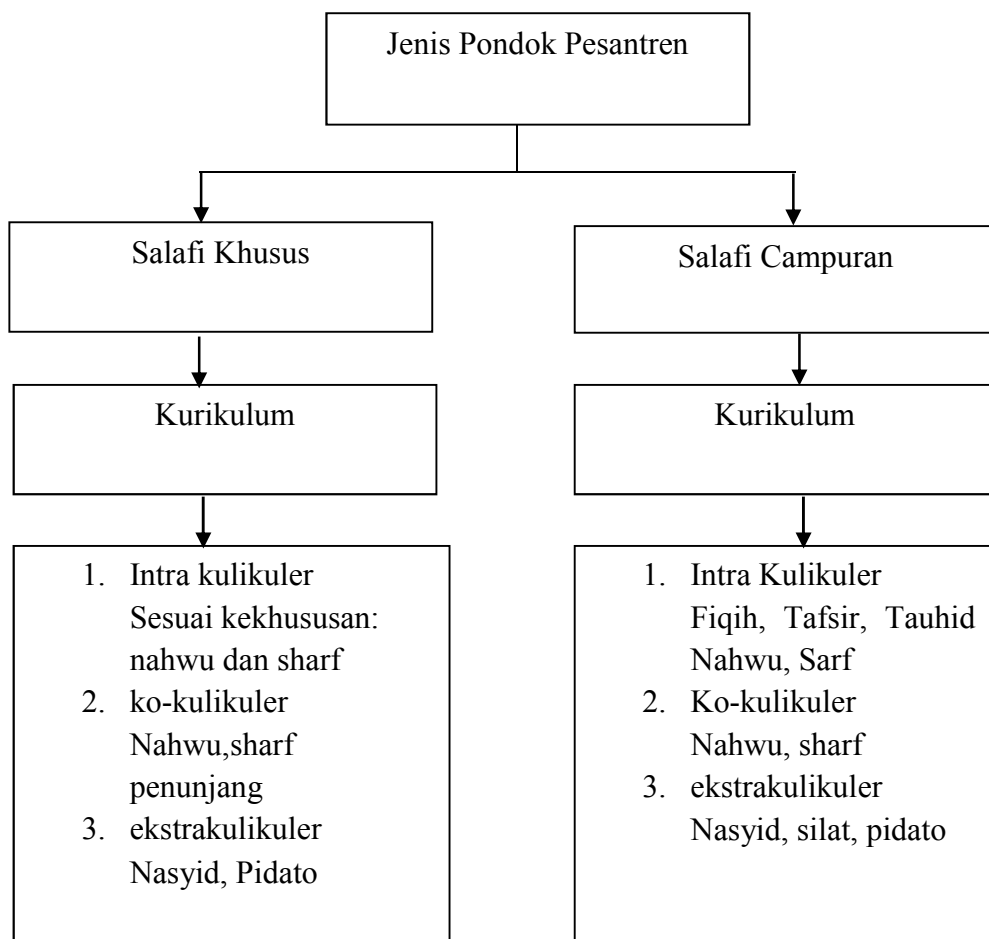 Jenis Pondok Pesantren
Salafi Khusus
Salafi Campuran
Kurikulum
Kurikulum
1. Intra kulikuler
Sesuai kekhususan:
nahwu dan sharf
2. ko-kulikuler
Nahwu,sharf
penunjang
3. ekstrakulikuler
Nasyid, Pidato
1. Intra Kulikuler
Fiqih, Tafsir, Tauhid
Nahwu, Sarf
2. Ko-kulikuler
Nahwu, sharf
3. ekstrakulikuler
Nasyid, silat, pidato